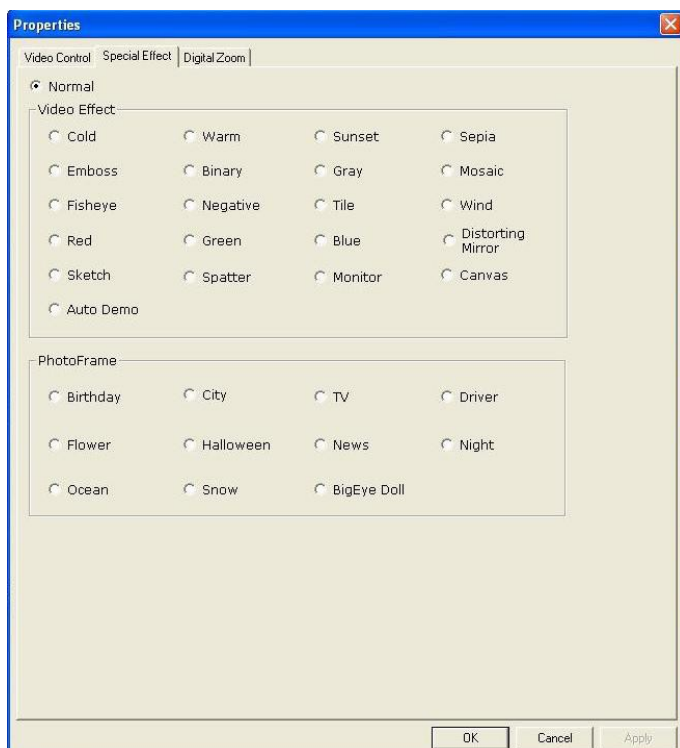 Properties
Video Control Special Effect Digital Zoom
Normal
Video Effect
Cold Warm Sunset Sepia
Emboss Binary Gray Mosaic
Fisheye Negative Tile Wind
Red Green Blue Distorting
Mirror
Sketch Spatter Monitor Canvas
Auto Demo
PhotoFrame
Birthday City TV Driver
Flower Halloween News Night
Ocean Snow BigEye Doll
OK Cancel Apply